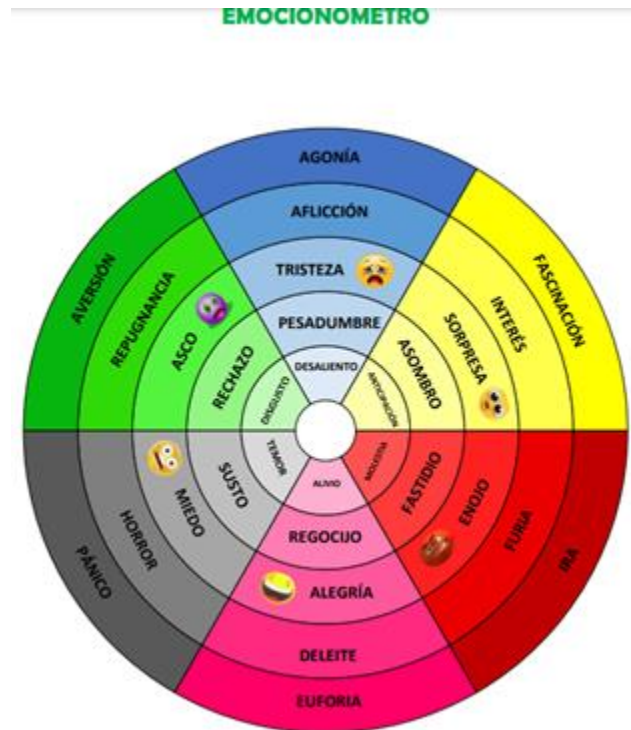 EMOCIONOMETRO
AGONÍA
AFLICCIÓN
TRISTEZA
PESADUMBRE
DESALIENTO
FASCINACIÓN
INTERÉS
SORPRESA
ASOMBRO
ANTICIPACIÓN
IRA
FURIA
ENOJO
FASTIDIO
MOLESTIA
ALIVIO
REGOCIJO
ALEGRÍA
DELEITE
EUFORIA
PÁNICO
HORROR
MIEDO
SUSTO
TEMOR
AVERSIÓN
REPUGNANCIA
ASCO
RECHAZO
DISGUSTO